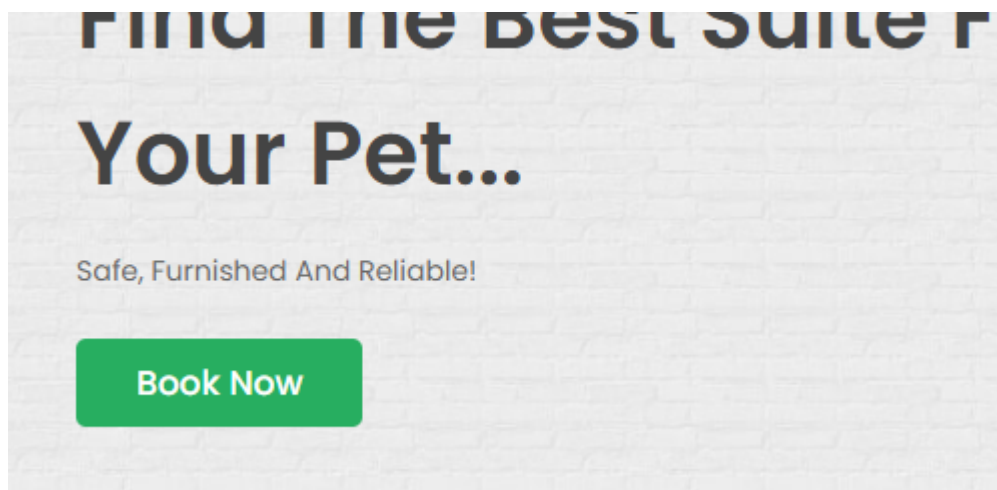 Find The Best Suite F
Your Pet...
Safe, Furnished And Reliable!
Book Now